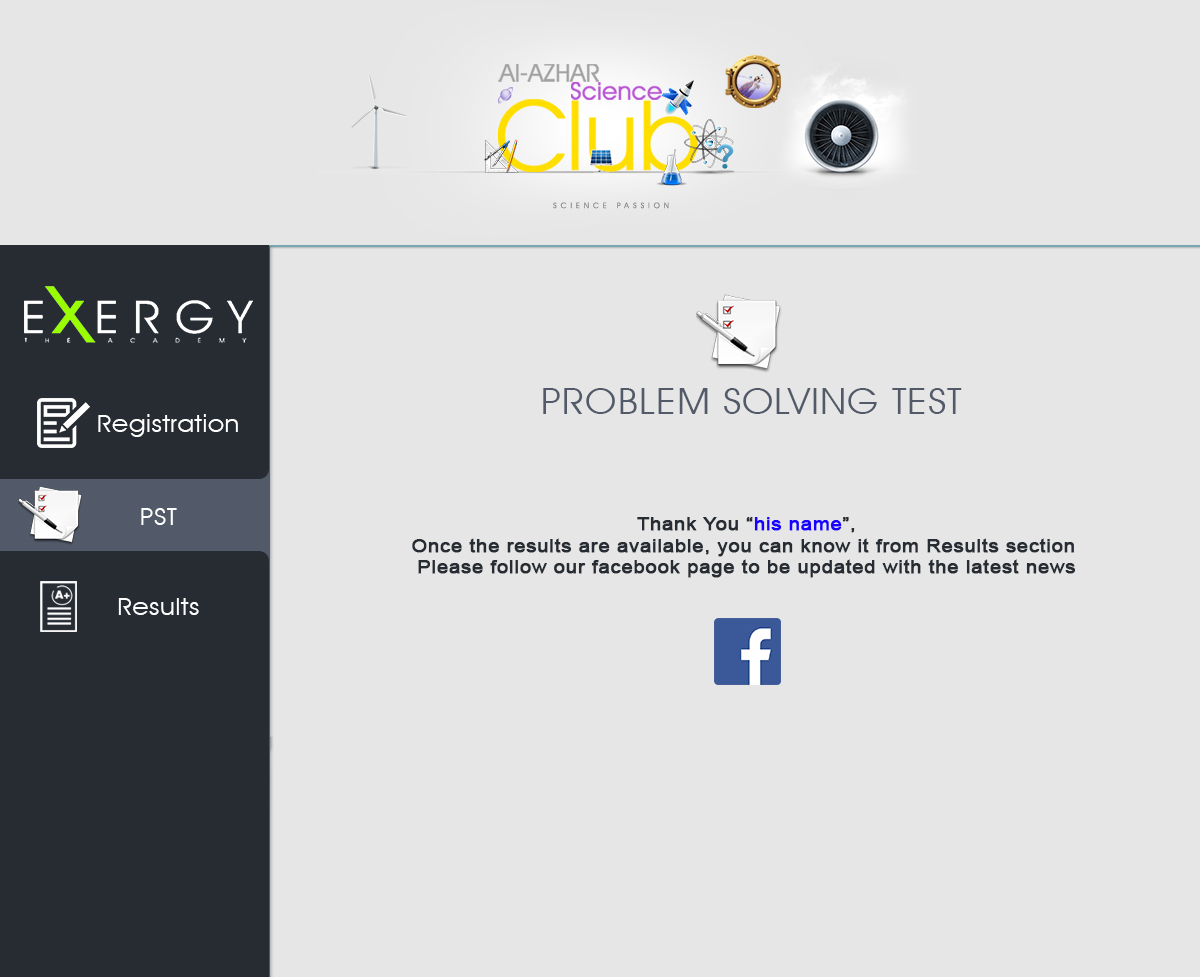 Al-AZHAR
Science
Club
?
SCIENCE PASSION
EXERGY
THE ACADEMY
Registration
PST
A+
Results
PROBLEM SOLVING TEST
Thank You “his name”,
Once the results are available, you can know it from Results section
Please follow our facebook page to be updated with the latest news
f